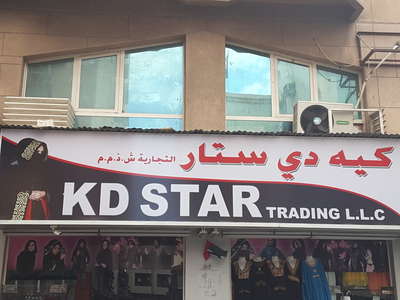 كيه دي ستار التجارية ش.ذ.م.م
KD STAR TRADING L.L.C